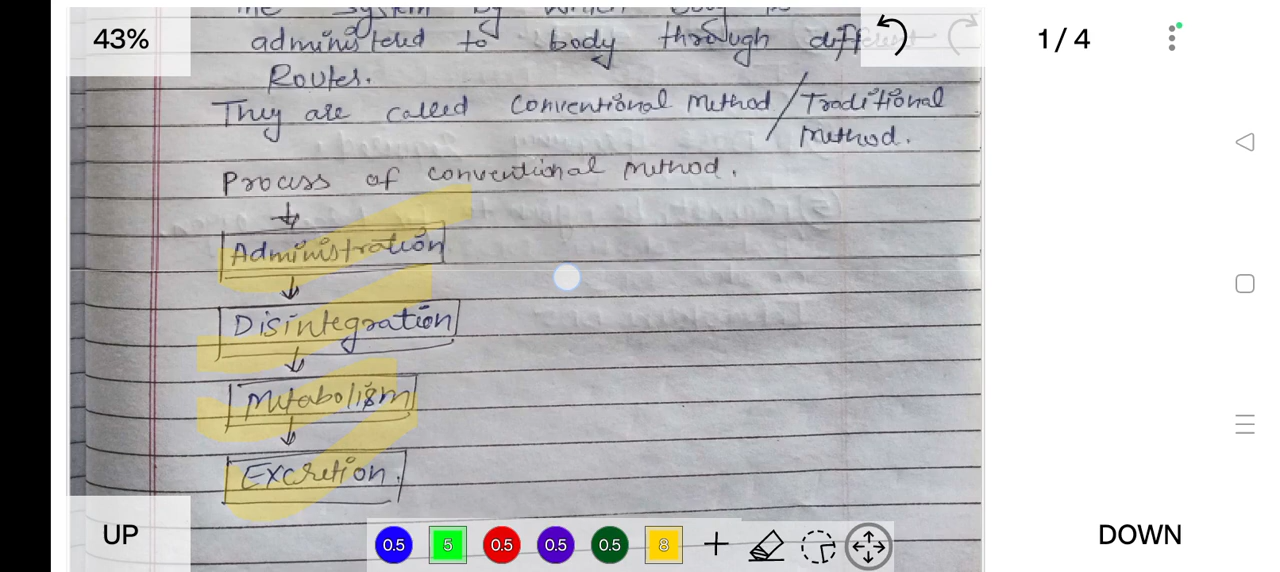 43%
1 / 4
administered to body through diff
Routes.
They are called Conventional Method / Traditional
Method.
Process of conventional method.
Administration
Disintegration
Metabolism
Excretion.
UP
DOWN
0.5 5 0.5 0.5 0.5 8